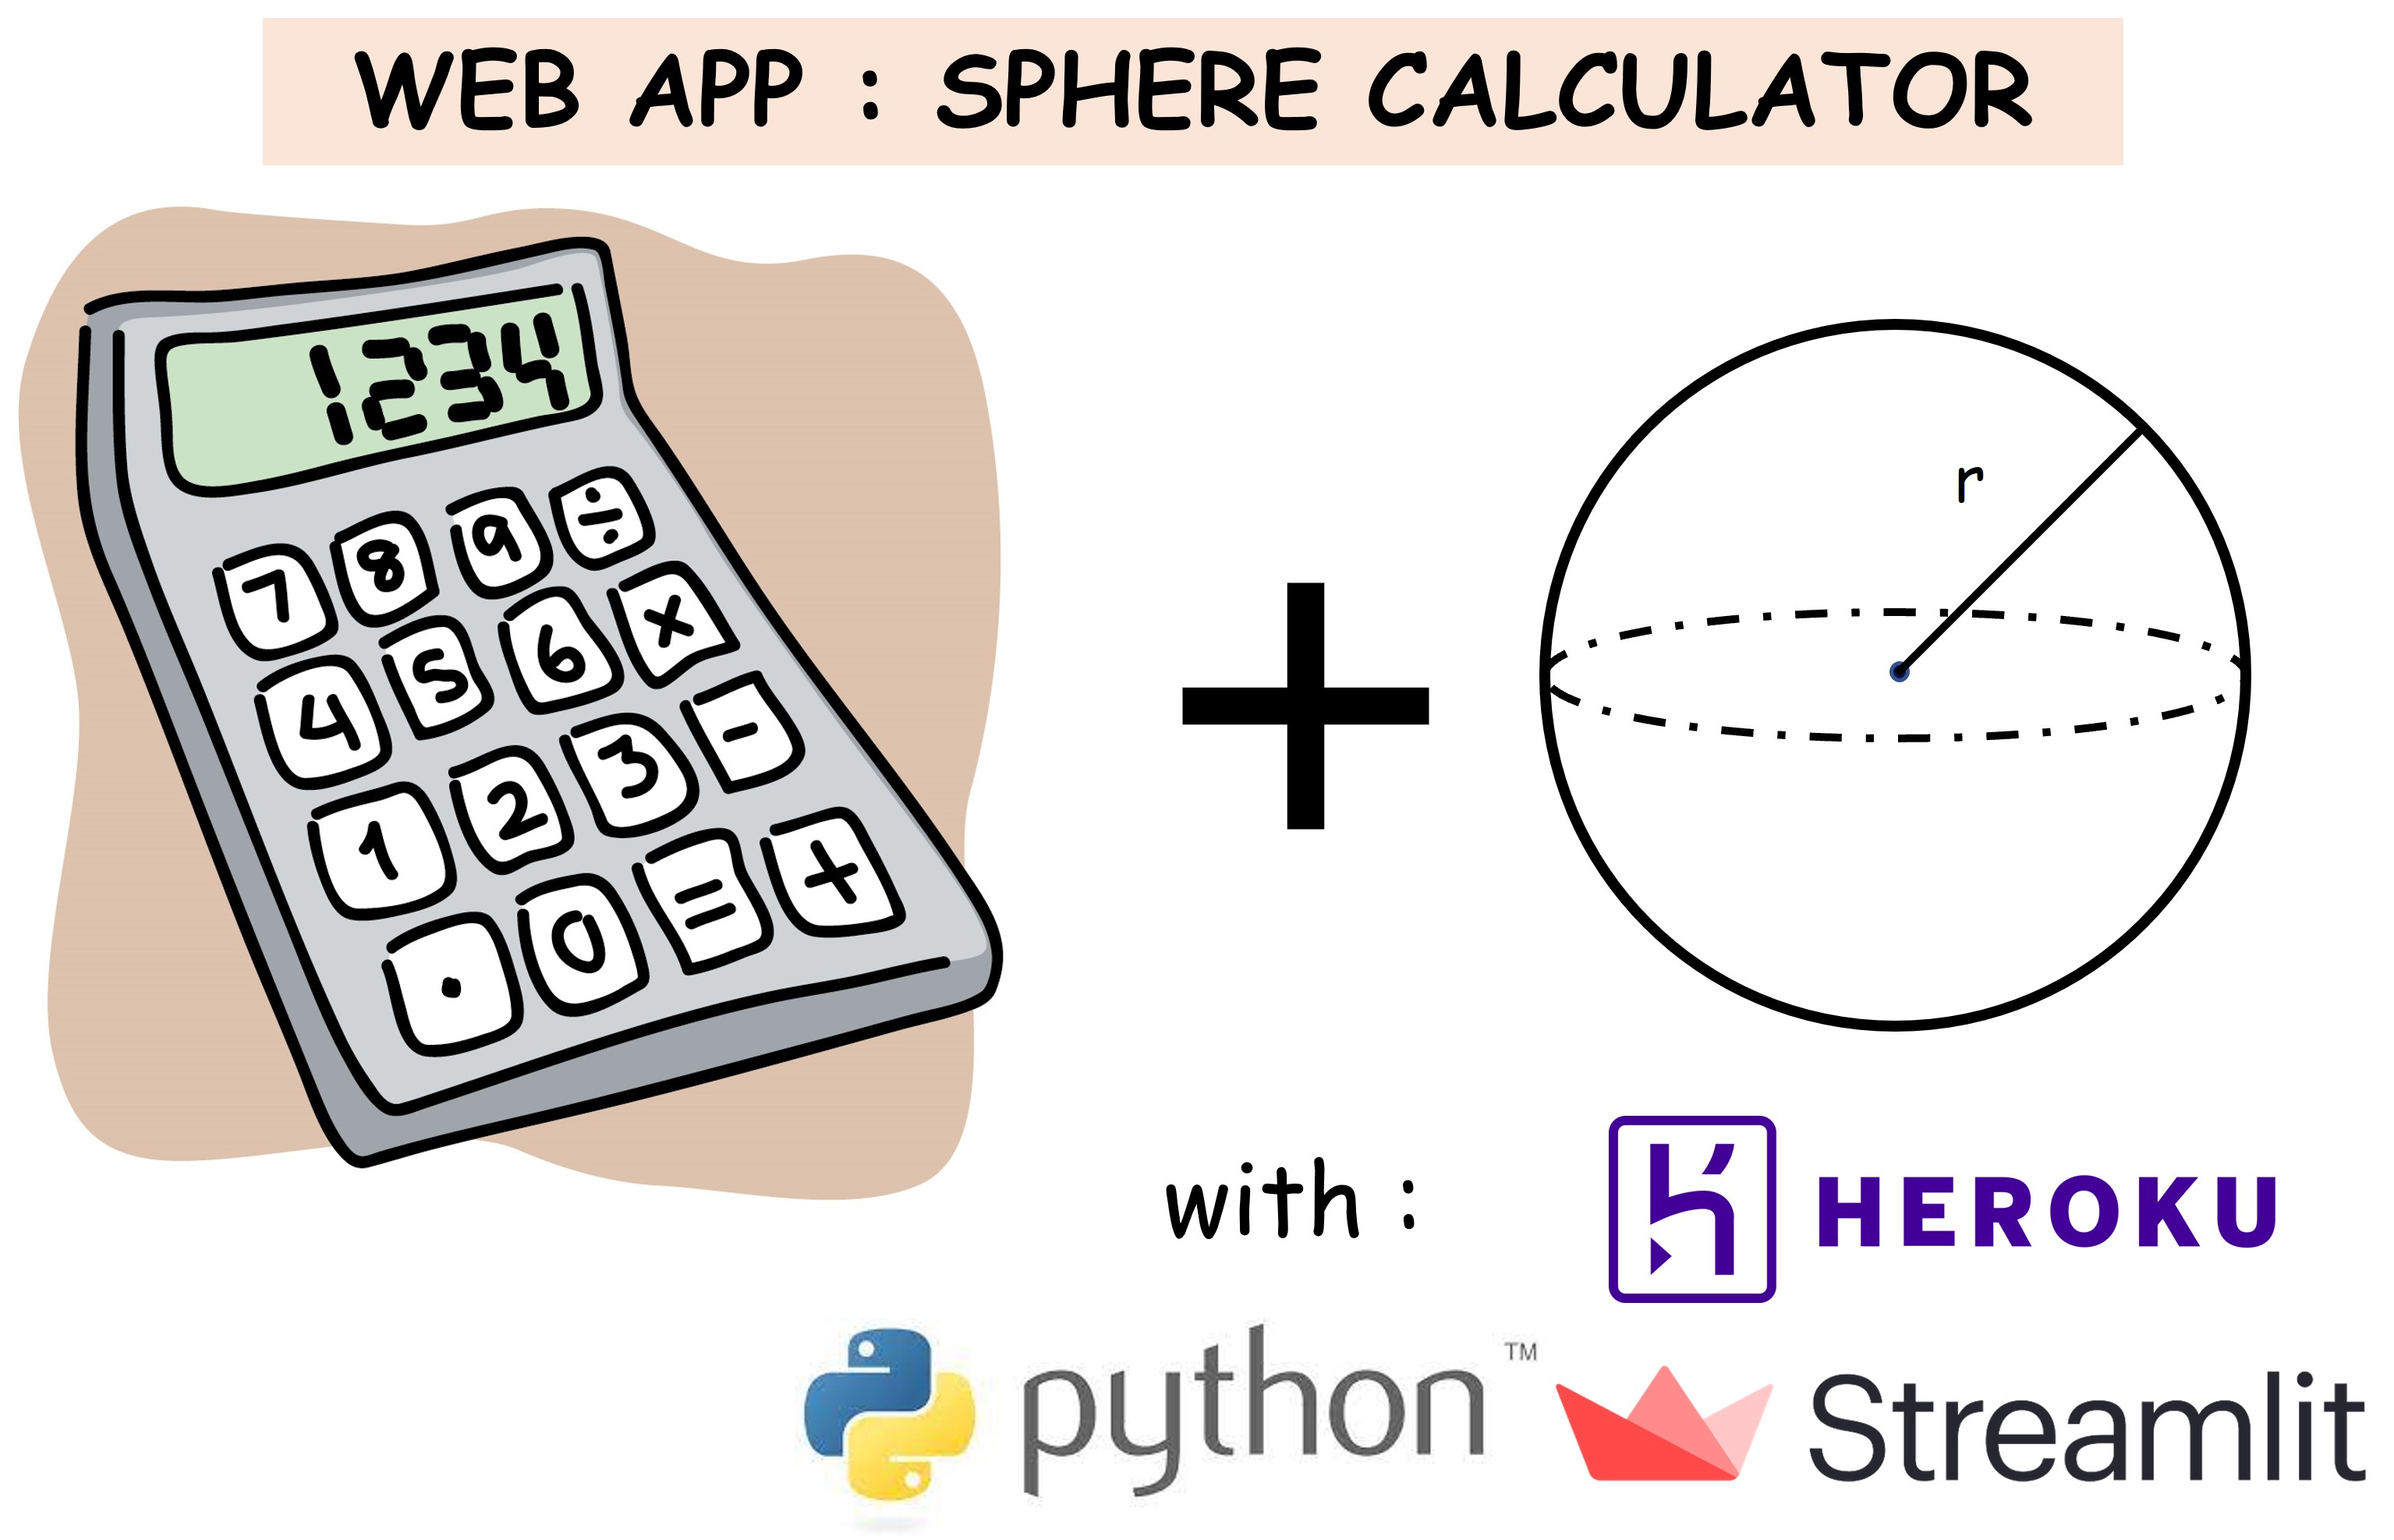 WEB APP : SPHERE CALCULATOR
1234
7 8 9 ÷
4 5 6 ×
1 2 3 -
. 0 = +
+
r
with :
HEROKU
python™
Streamlit